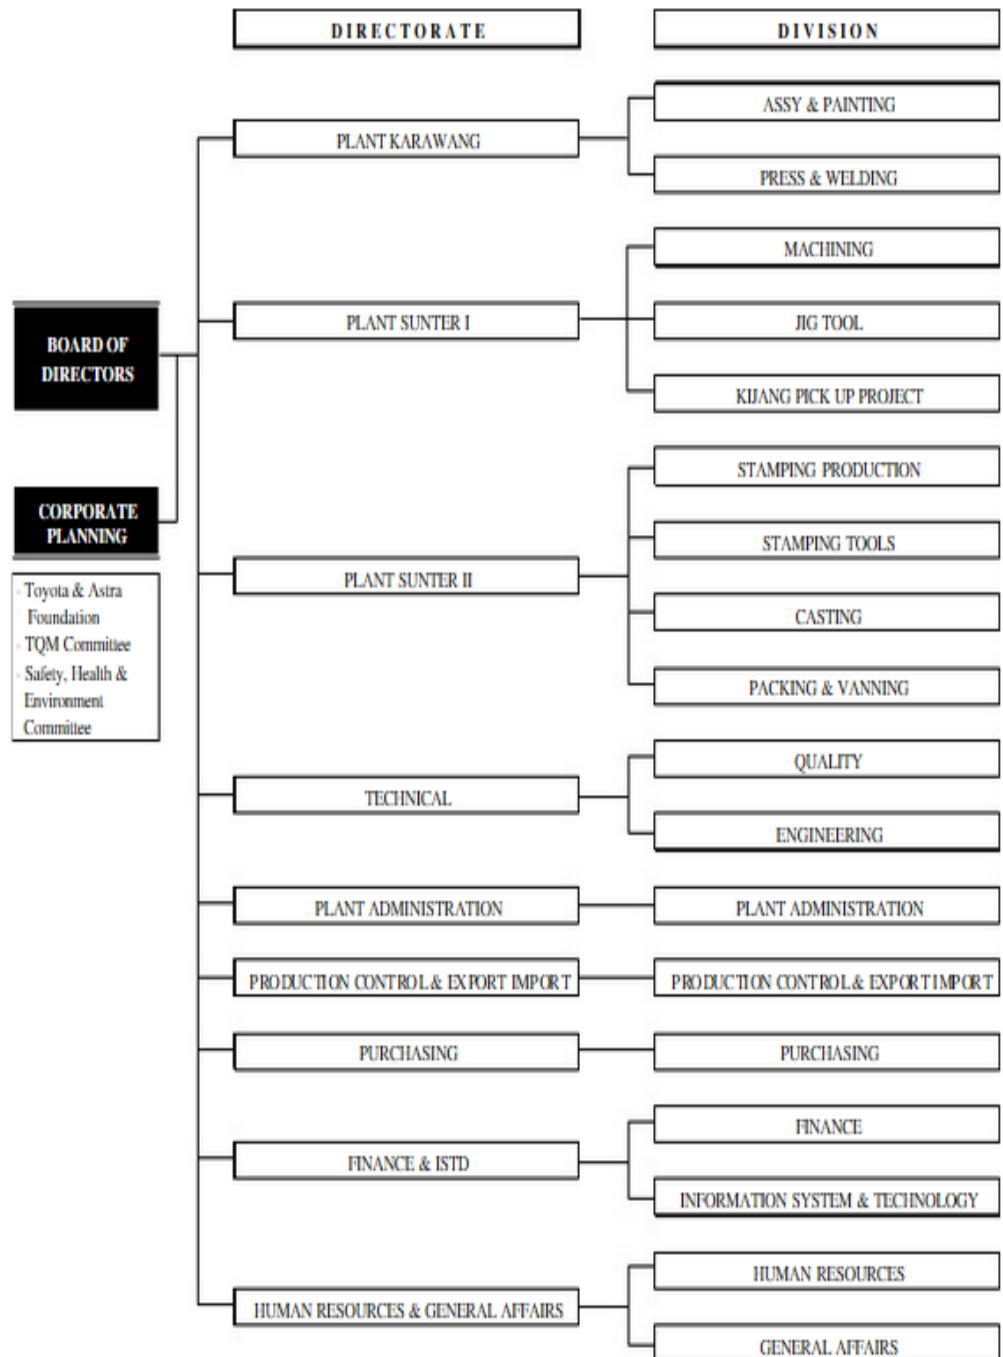 DIRECTORATE
DIVISION
PLANT KARAWANG
ASSY & PAINTING
PRESS & WELDING
BOARD OF
DIRECTORS
CORPORATE
PLANNING
- Toyota & Astra
Foundation
- TQM Committee
- Safety, Health &
Environment
Committee
PLANT SUNTER I
MACHINING
JIG TOOL
KIJANG PICK UP PROJECT
PLANT SUNTER II
STAMPING PRODUCTION
STAMPING TOOLS
CASTING
PACKING & VANNING
TECHNICAL
QUALITY
ENGINEERING
PLANT ADMINISTRATION
PLANT ADMINISTRATION
PRODUCTION CONTROL & EXPORT IMPORT
PRODUCTION CONTROL & EXPORT IMPORT
PURCHASING
PURCHASING
FINANCE & ISTD
FINANCE
INFORMATION SYSTEM & TECHNOLOGY
HUMAN RESOURCES & GENERAL AFFAIRS
HUMAN RESOURCES
GENERAL AFFAIRS